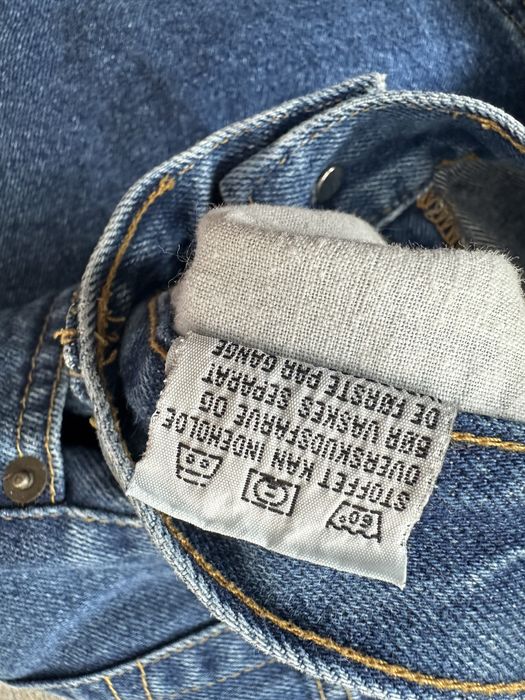 60°
STOFFET KAN INDEHOLDE
OVERSKUDSFARVE OG
BØR VASKES SEPARAT
DE FØRSTE PAR GANGE